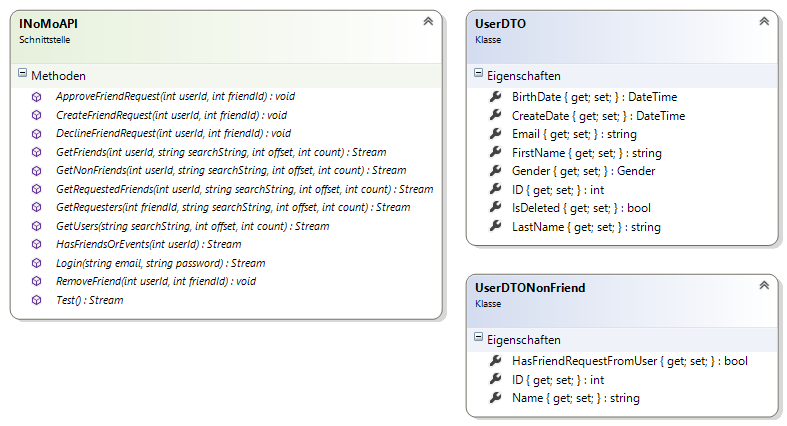 INoMoAPI
Schnittstelle
Methoden
ApproveFriendRequest(int userId, int friendId) : void
CreateFriendRequest(int userId, int friendId) : void
DeclineFriendRequest(int userId, int friendId) : void
GetFriends(int userId, string searchString, int offset, int count) : Stream
GetNonFriends(int userId, string searchString, int offset, int count) : Stream
GetRequestedFriends(int userId, string searchString, int offset, int count) : Stream
GetRequesters(int friendId, string searchString, int offset, int count) : Stream
GetUsers(string searchString, int offset, int count) : Stream
HasFriendsOrEvents(int userId) : Stream
Login(string email, string password) : Stream
RemoveFriend(int userId, int friendId) : void
Test() : Stream
UserDTO
Klasse
Eigenschaften
BirthDate { get; set; } : DateTime
CreateDate { get; set; } : DateTime
Email { get; set; } : string
FirstName { get; set; } : string
Gender { get; set; } : Gender
ID { get; set; } : int
IsDeleted { get; set; } : bool
LastName { get; set; } : string
UserDTONonFriend
Klasse
Eigenschaften
HasFriendRequestFromUser { get; set; } : bool
ID { get; set; } : int
Name { get; set; } : string